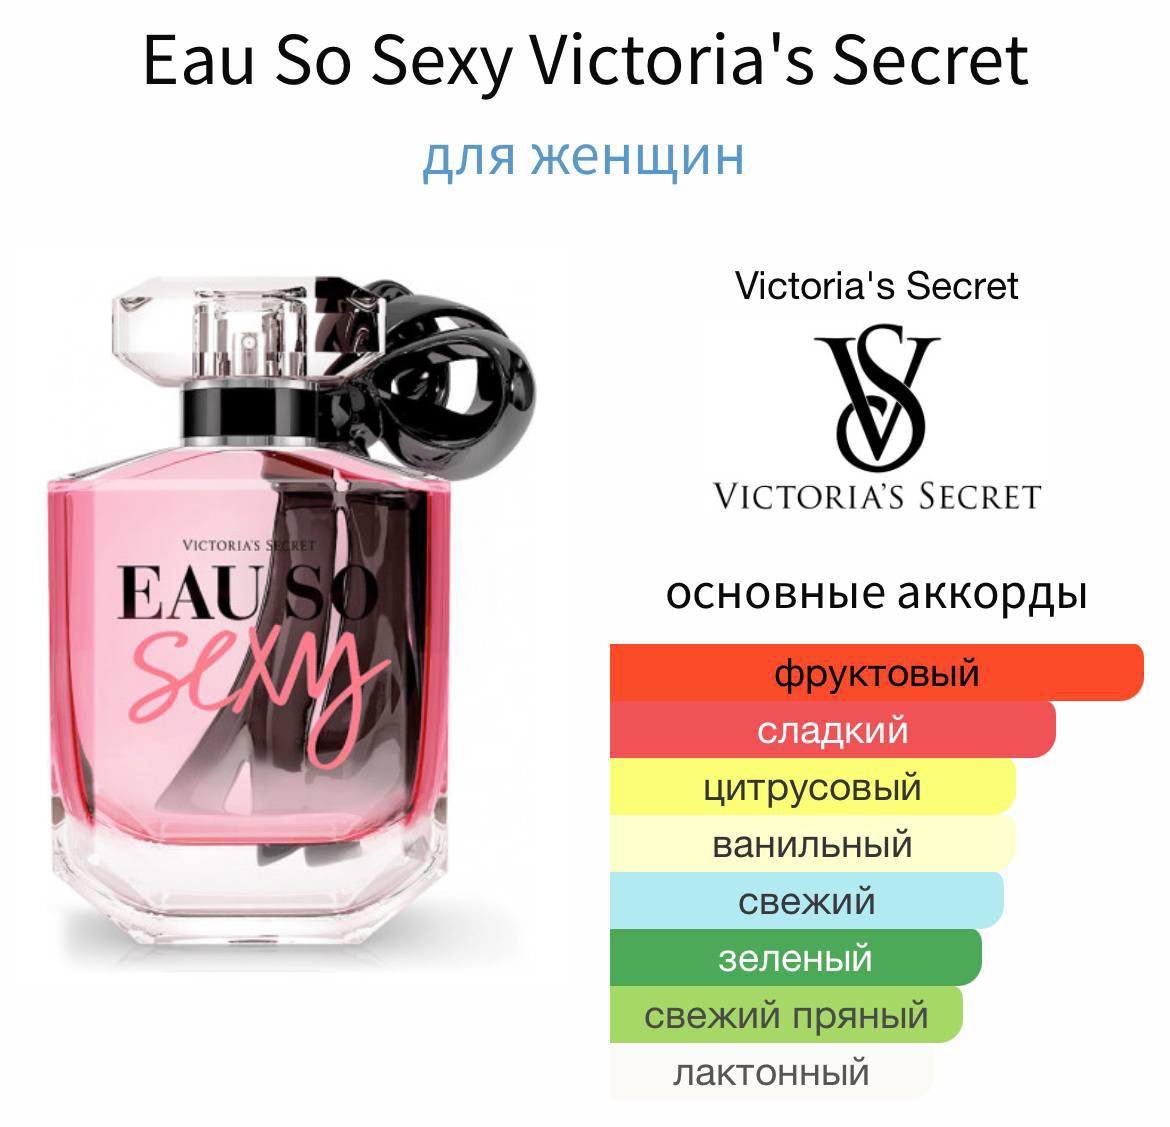 Eau So Sexy Victoria's Secret
для женщин
VICTORIA'S SECRET
EAU SO
sexy
Victoria's Secret
VS
VICTORIA'S SECRET
основные аккорды
фруктовый
сладкий
цитрусовый
ванильный
свежий
зеленый
свежий пряный
лактонный